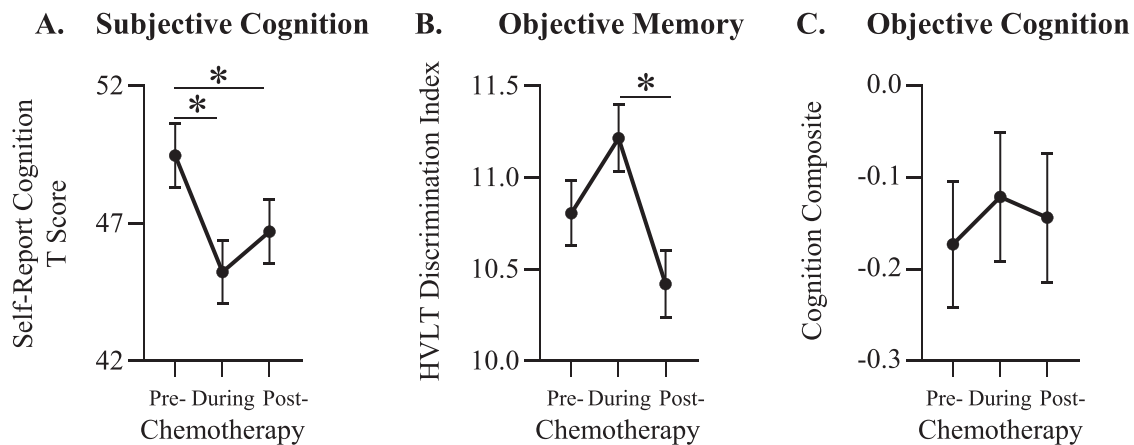 A. Subjective Cognition
Self-Report Cognition
T Score
52
47
42
*
*
Pre- During Post-
Chemotherapy
B. Objective Memory
HVLT Discrimination Index
11.5
11.0
10.5
10.0
*
Pre- During Post-
Chemotherapy
C. Objective Cognition
Cognition Composite
0.0
-0.1
-0.2
-0.3
Pre- During Post-
Chemotherapy